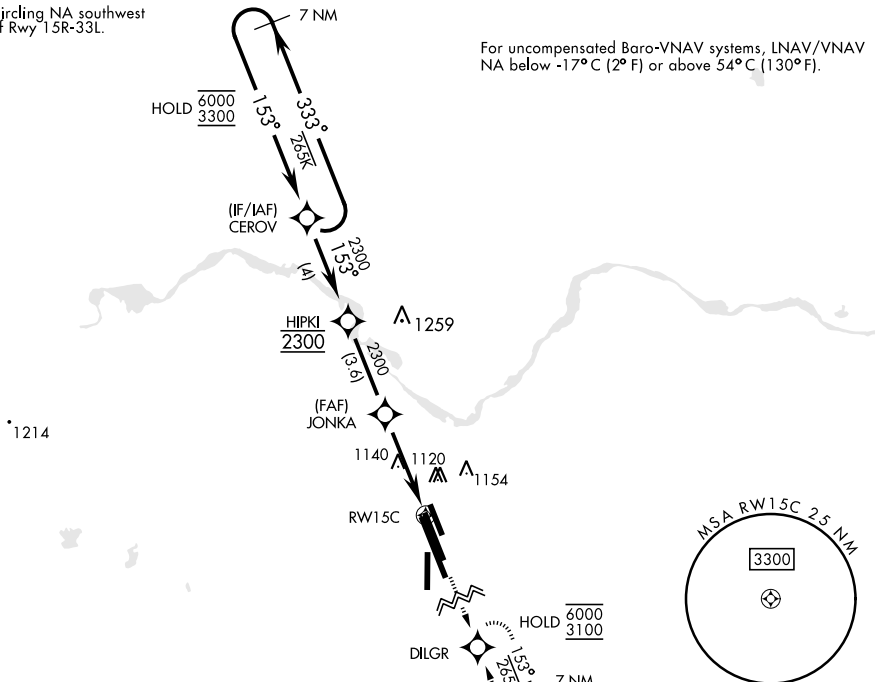 ircling NA southwest
f Rwy 15R-33L.
7 NM
For uncompensated Baro-VNAV systems, LNAV/VNAV
NA below -17°C (2°F) or above 54°C (130°F).
HOLD 6000
3300
153°
333°
265K
(IF/IAF)
CEROV
2300
153°
(4)
HIPKI
2300
1259
2300
(3.6)
(FAF)
JONKA
1214
1140
1120
1154
RW15C
MSA RW15C 25 NM
3300
HOLD 6000
3100
DILGR
153°
265
7 NM